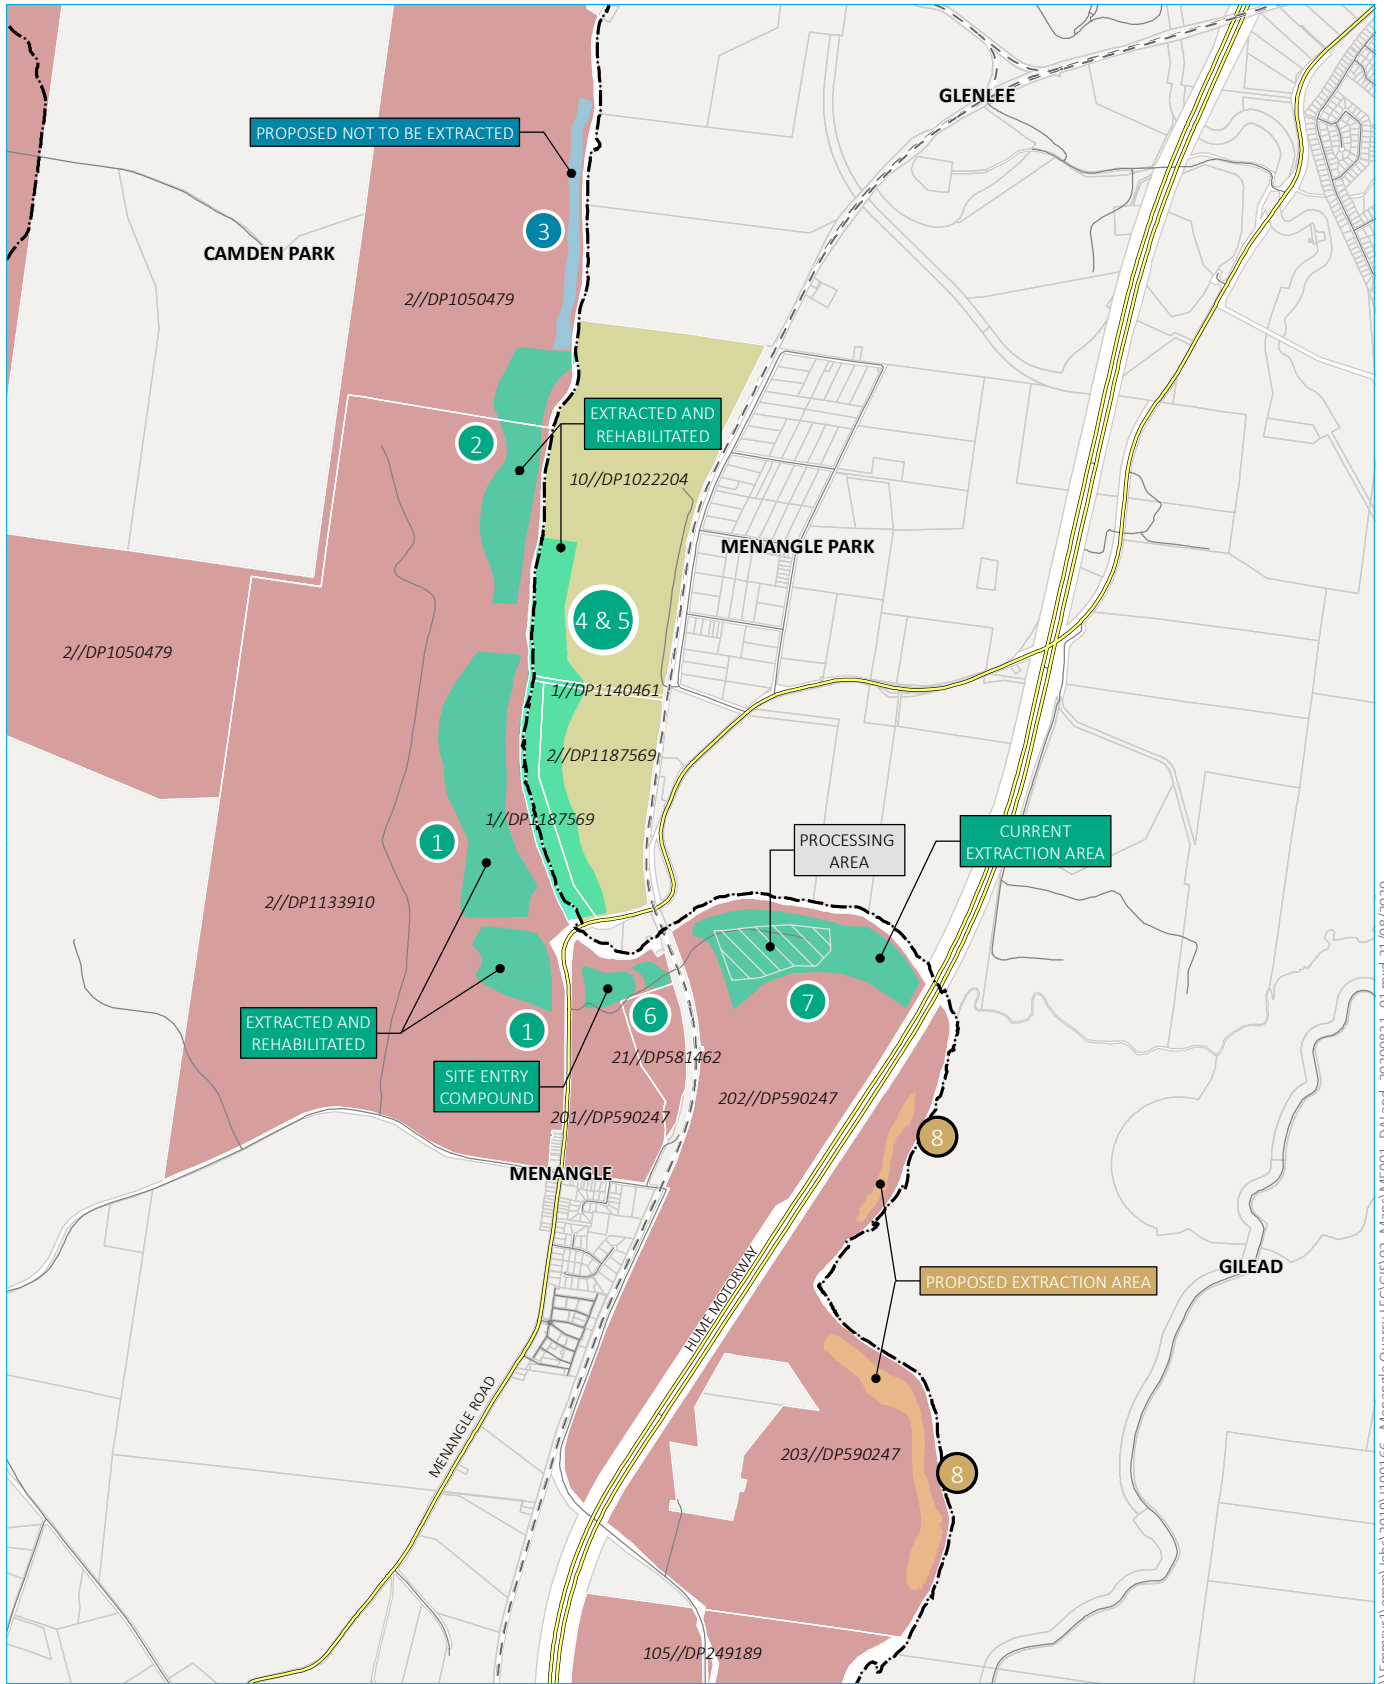 GLENLEE
PROPOSED NOT TO BE EXTRACTED
3
CAMDEN PARK
2//DP1050479
EXTRACTED AND
REHABILITATED
2
10//DP1022204
MENANGLE PARK
4 & 5
2//DP1050479
1//DP1140461
2//DP1187569
1//DP1187569
1
PROCESSING
AREA
CURRENT
EXTRACTION AREA
2//DP1133910
7
6
1
EXTRACTED AND
REHABILITATED
21//DP581462
SITE ENTRY
COMPOUND
202//DP590247
201//DP590247
8
MENANGLE
GILEAD
PROPOSED EXTRACTION AREA
HUME MOTORWAY
MENANGLE ROAD
203//DP590247
8
105//DP249189